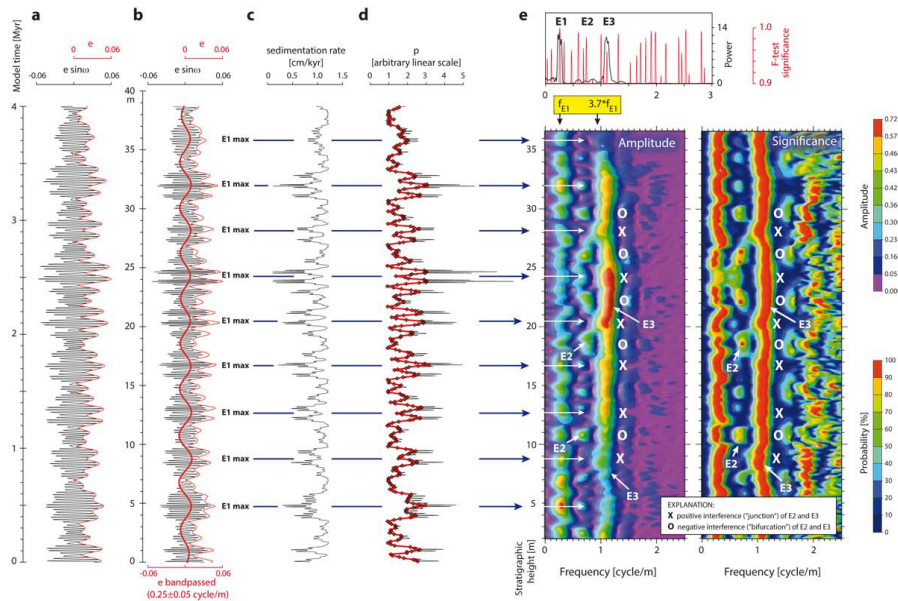 a
b
c
d
e
Model time [Myr]
e
0 0.06
-0.06 0.06
e sinω
4
3
2
1
0
e
0 0.06
-0.06 0.06
e sinω
40
m
35
30
25
20
15
10
5
0
-0.06 0.06
e bandpassed
(0.25±0.05 cycle/m)
E1 max
E1 max
E1 max
E1 max
E1 max
E1 max
E1 max
E1 max
E1 max
sedimentation rate
[cm/kyr]
0 0.5 1.0 1.5
p
[arbitrary linear scale]
0 1 2 3 4 5
E1 E2 E3
14
0
Power
1.0
0.9
F-test
significance
0 2 3
fE1 3.7*fE1
Amplitude
Significance
35
30
25
20
15
10
5
0
Stratigraphic
height [m]
O
X
O
X
O
X
O
X
X
O
X
E2
E3
E2
E3
O
X
O
X
O
X
O
X
X
O
X
E3
E2
E2
E3
EXPLANATION:
X positive interference ("junction") of E2 and E3
O negative interference ("bifurcation") of E2 and E3
0 1 2
Frequency [cycle/m]
0 1 2
Frequency [cycle/m]
Amplitude
0.72
0.57
0.46
0.43
0.42
0.36
0.30
0.23
0.16
0.05
0.00
Probability [%]
100
90
80
70
60
50
40
30
20
10
0